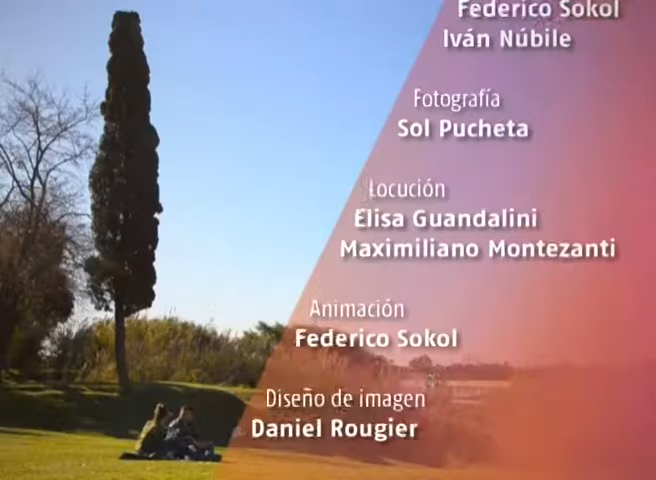 Federico Sokol
Iván Núbile
Fotografía
Sol Pucheta
Locución
Elisa Guandalini
Maximiliano Montezanti
Animación
Federico Sokol
Diseño de imagen
Daniel Rougier